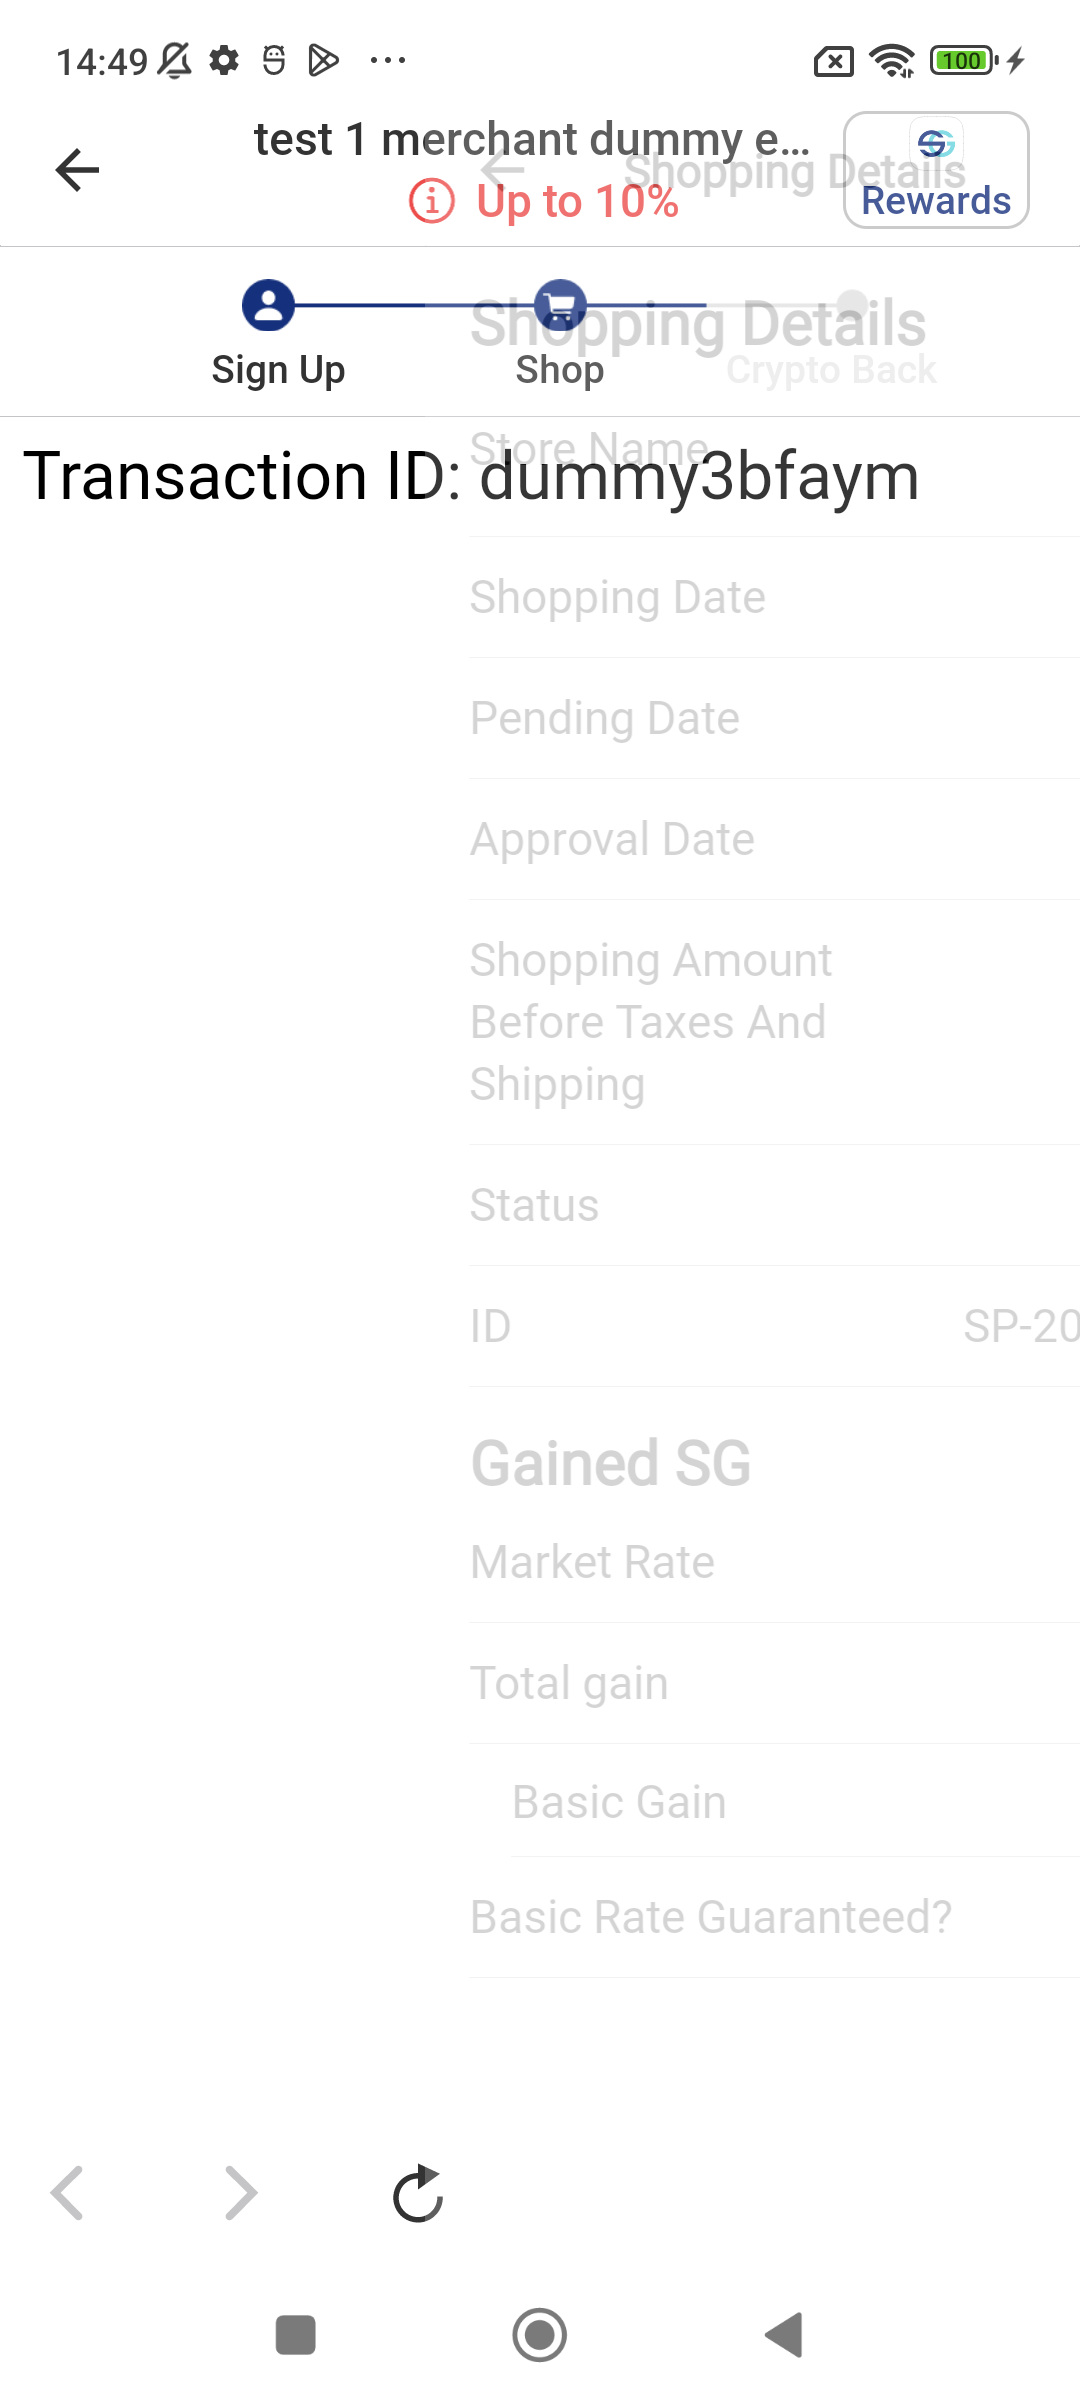 14:49
100
test 1 merchant dummy e...
Shopping Details
Up to 10%
Rewards
Shopping Details
Sign Up
Shop
Crypto Back
Store Name
Transaction ID: dummy3bfaym
Shopping Date
Pending Date
Approval Date
Shopping Amount
Before Taxes And
Shipping
Status
ID SP-20
Gained SG
Market Rate
Total gain
Basic Gain
Basic Rate Guaranteed?